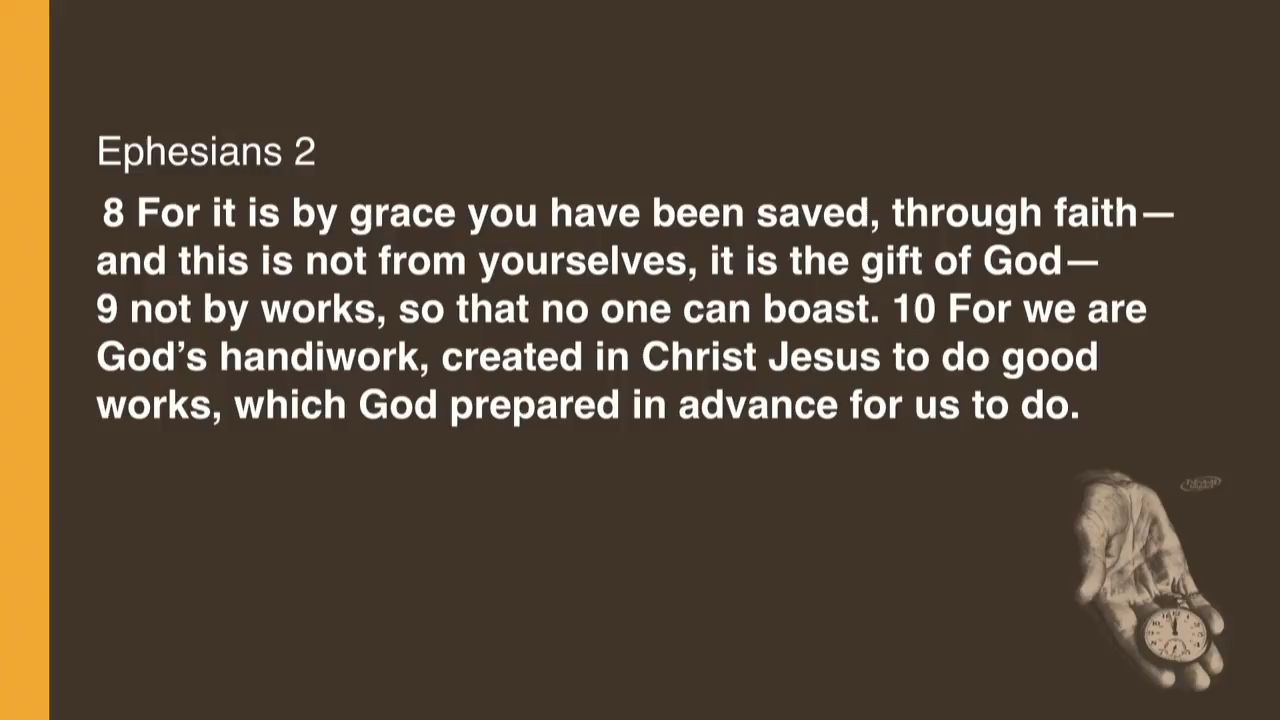 Ephesians 2
8 For it is by grace you have been saved, through faith—
and this is not from yourselves, it is the gift of God—
9 not by works, so that no one can boast. 10 For we are
God’s handiwork, created in Christ Jesus to do good
works, which God prepared in advance for us to do.